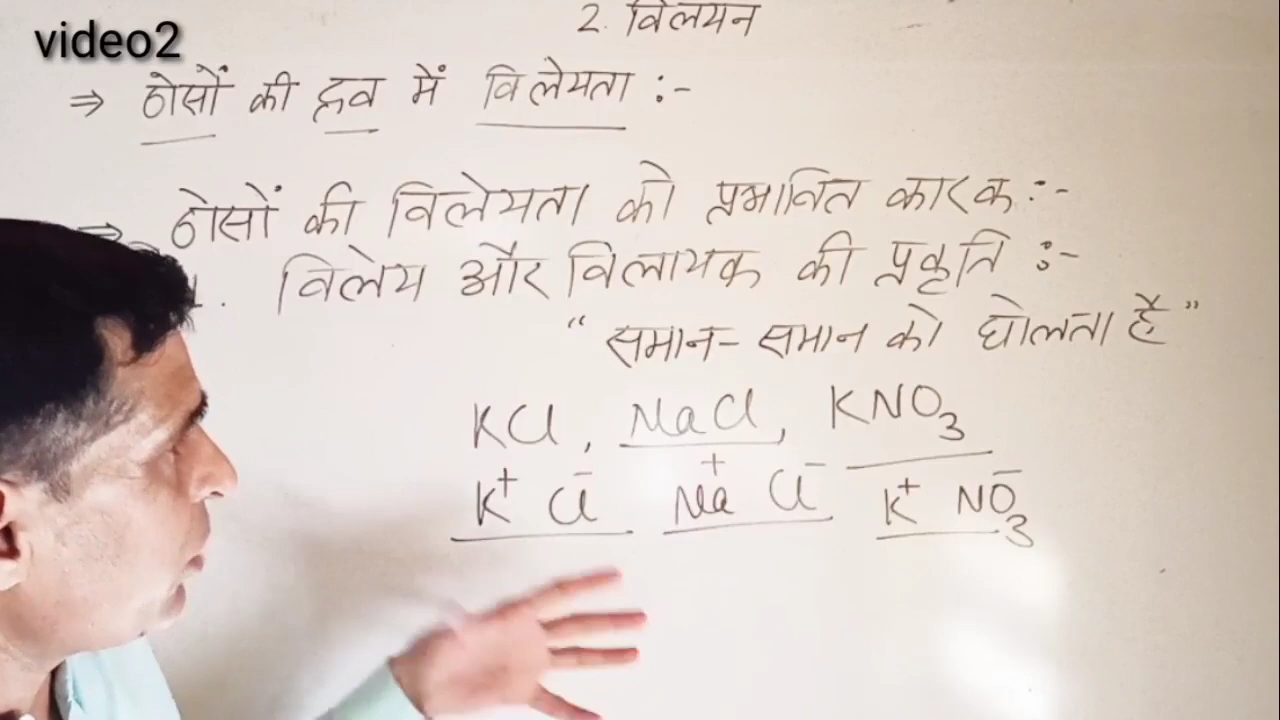 2. विलयन
video2
⇒ ठोसों की द्रव में विलेयता :-
⇒ ठोसों की विलेयता को प्रभावित कारक :-
1. विलेय और विलायक की प्रकृति :-
“ समान - समान को घोलता है ”
KCl , NaCl , KNO₃
K⁺ Cl⁻ Na⁺ Cl⁻ K⁺ NO₃⁻